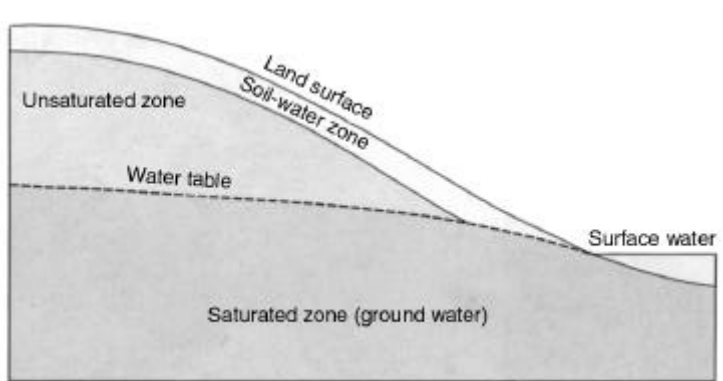 Land surface
Soil-water zone
Unsaturated zone
Water table
Surface water
Saturated zone (ground water)